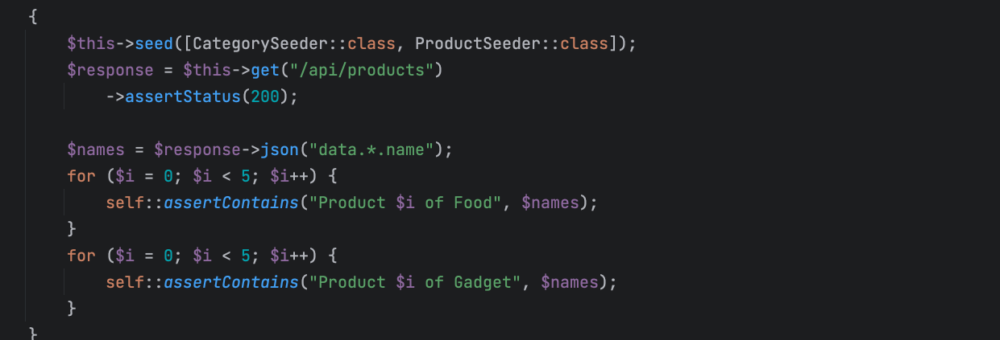 {
    $this->seed([CategorySeeder::class, ProductSeeder::class]);
    $response = $this->get("/api/products")
        ->assertStatus(200);

    $names = $response->json("data.*.name");
    for ($i = 0; $i < 5; $i++) {
        self::assertContains("Product $i of Food", $names);
    }
    for ($i = 0; $i < 5; $i++) {
        self::assertContains("Product $i of Gadget", $names);
    }
}